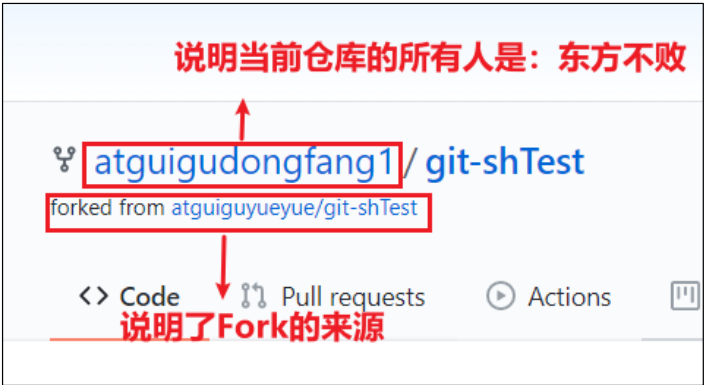 说明当前仓库的所有人是：东方不败
atguigudongfang1 / git-shTest
forked from atguiguyueyue/git-shTest
Code Pull requests Actions
说明了Fork的来源